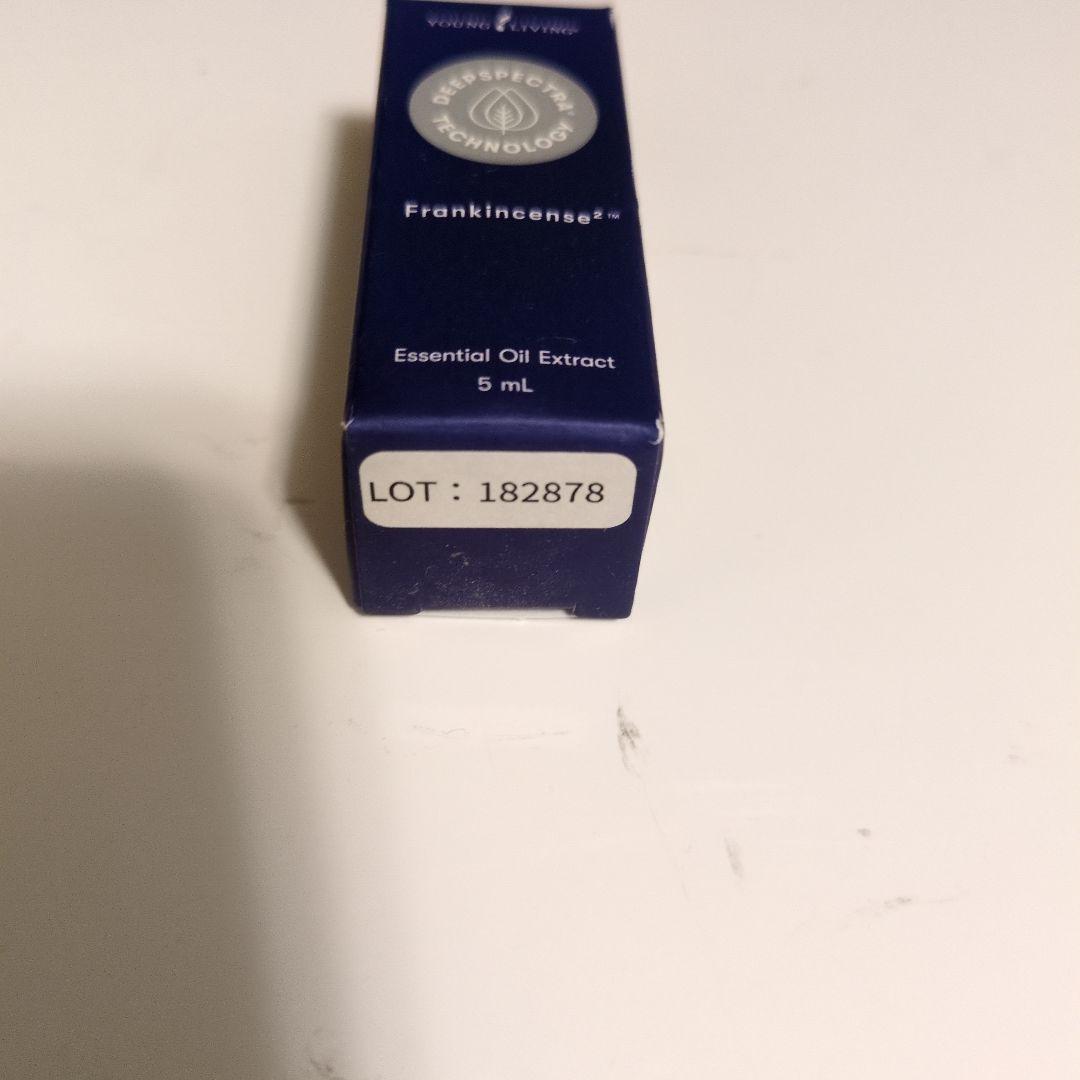 YOUNG LIVING
DEEPSPECTRA®
TECHNOLOGY
Frankincense²™
Essential Oil Extract
5 mL
LOT : 182878